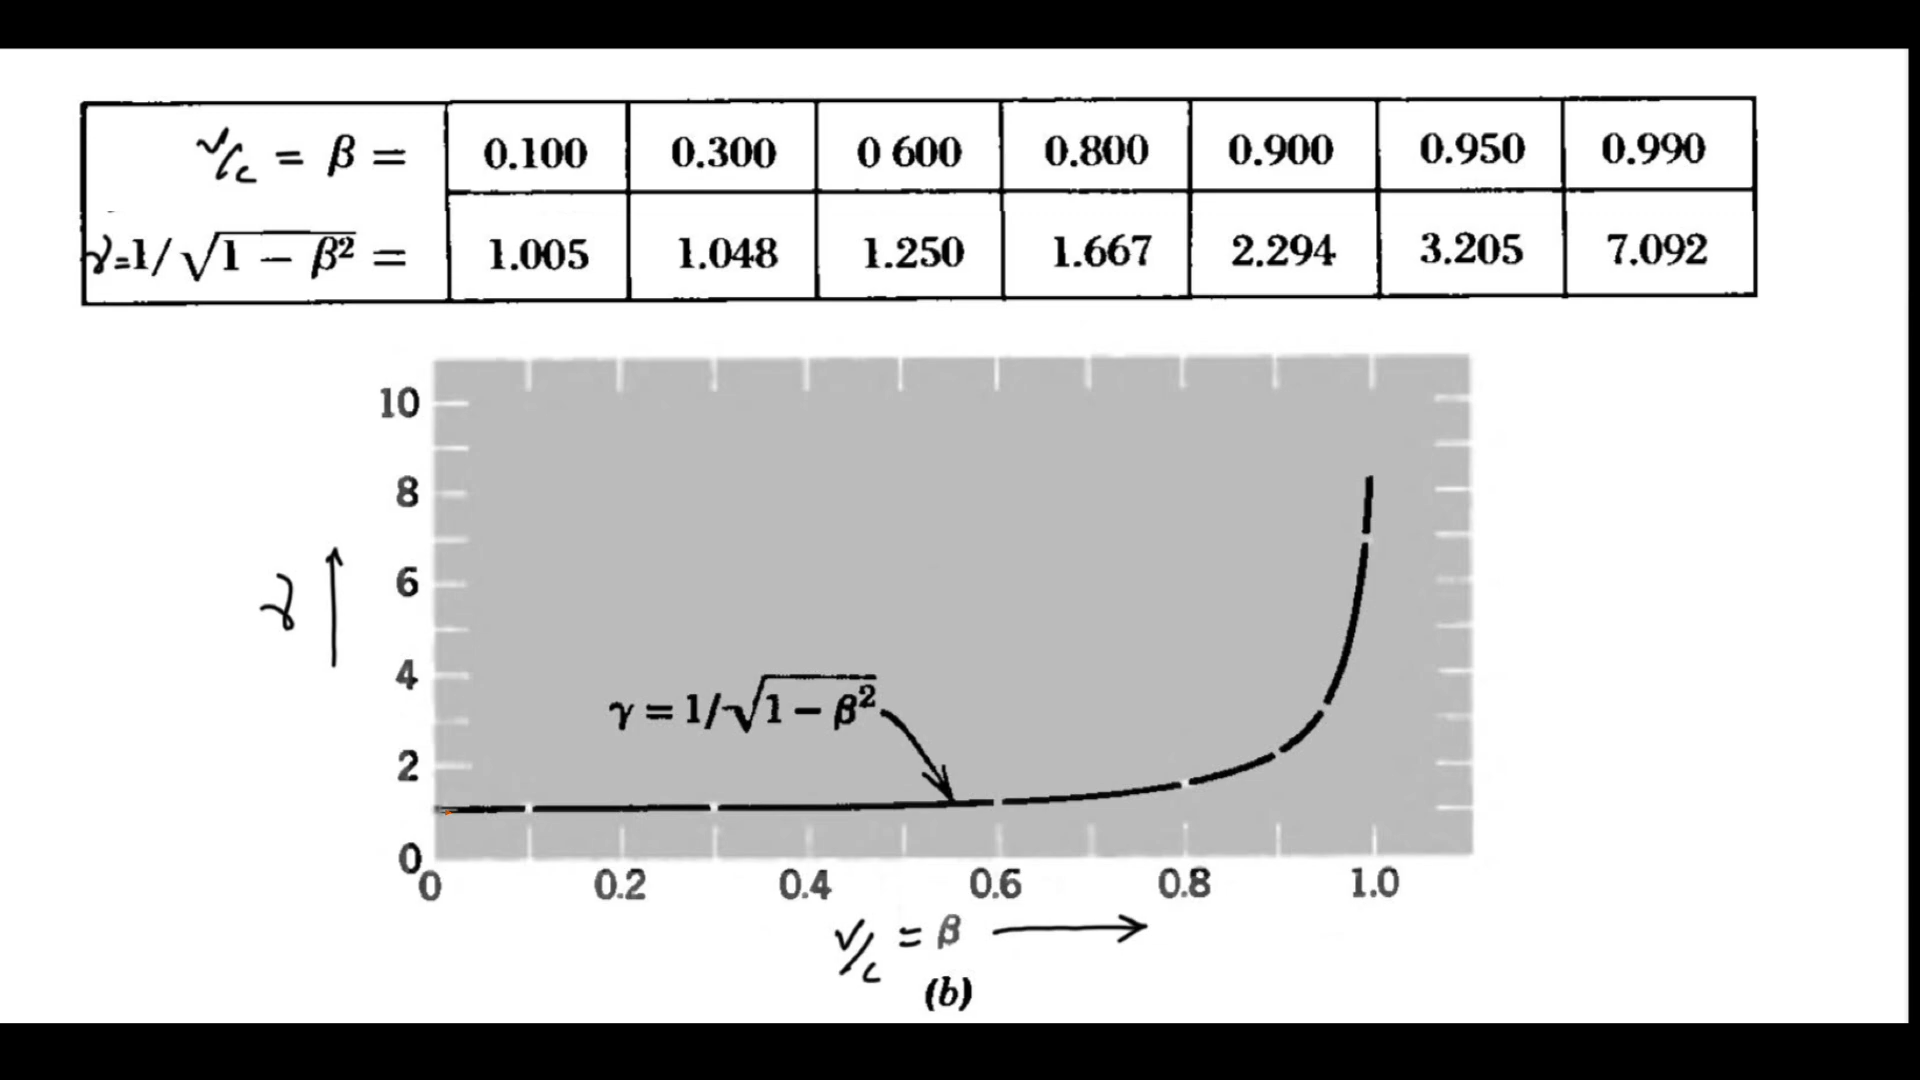 v/c = β = 0.100 0.300 0 600 0.800 0.900 0.950 0.990
γ=1/√1 − β² = 1.005 1.048 1.250 1.667 2.294 3.205 7.092
10
8
6
γ
4
γ = 1/√1 − β²
2
0
0 0.2 0.4 0.6 0.8 1.0
v/c = β
(b)